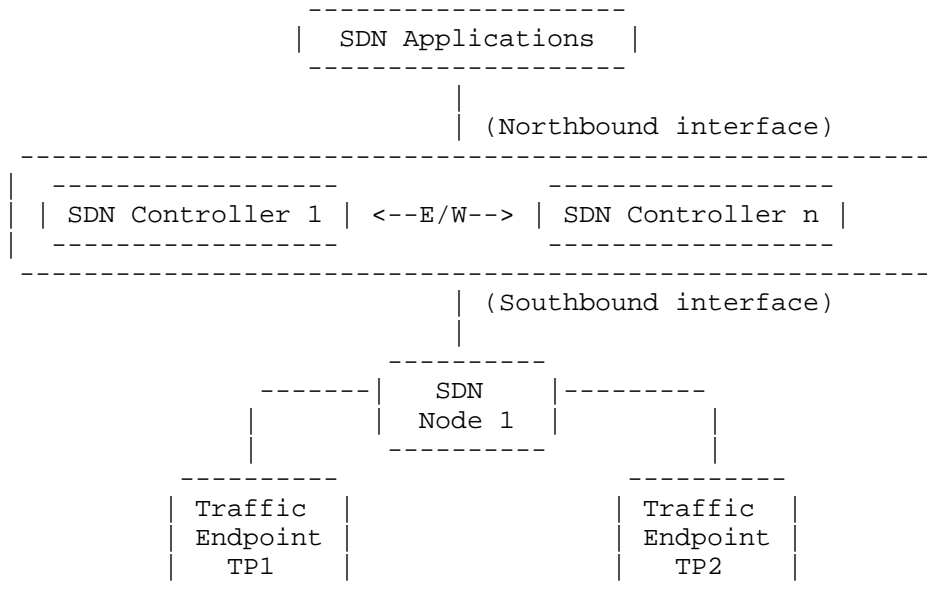 SDN Applications
(Northbound interface)
SDN Controller 1 <--E/W--> SDN Controller n
(Southbound interface)
SDN
Node 1
Traffic Traffic
Endpoint Endpoint
TP1 TP2